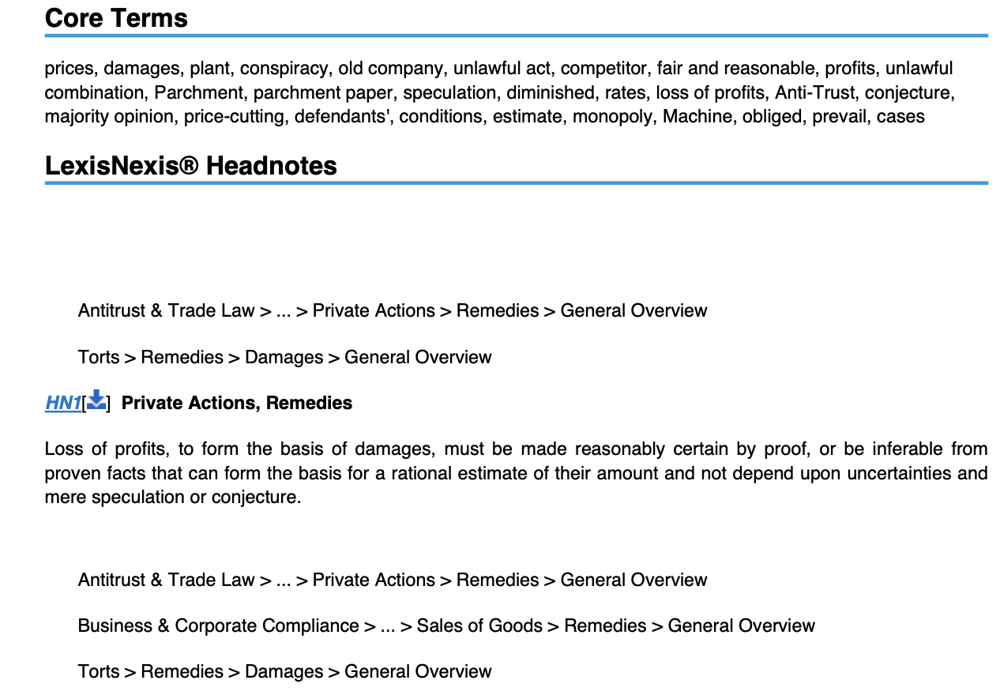 Core Terms
prices, damages, plant, conspiracy, old company, unlawful act, competitor, fair and reasonable, profits, unlawful
combination, Parchment, parchment paper, speculation, diminished, rates, loss of profits, Anti-Trust, conjecture,
majority opinion, price-cutting, defendants', conditions, estimate, monopoly, Machine, obliged, prevail, cases
LexisNexis® Headnotes
Antitrust & Trade Law > ... > Private Actions > Remedies > General Overview
Torts > Remedies > Damages > General Overview
HN1[] Private Actions, Remedies
Loss of profits, to form the basis of damages, must be made reasonably certain by proof, or be inferable from
proven facts that can form the basis for a rational estimate of their amount and not depend upon uncertainties and
mere speculation or conjecture.
Antitrust & Trade Law > ... > Private Actions > Remedies > General Overview
Business & Corporate Compliance > ... > Sales of Goods > Remedies > General Overview
Torts > Remedies > Damages > General Overview